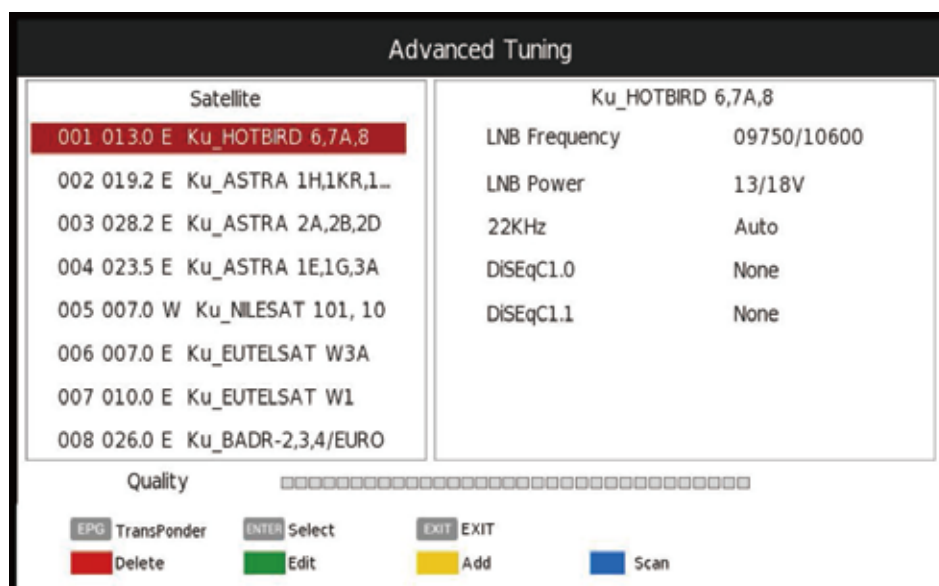 Advanced Tuning
Satellite
001 013.0 E Ku_HOTBIRD 6,7A,8
002 019.2 E Ku_ASTRA 1H,1KR,1...
003 028.2 E Ku_ASTRA 2A,2B,2D
004 023.5 E Ku_ASTRA 1E,1G,3A
005 007.0 W Ku_NILESAT 101, 10
006 007.0 E Ku_EUTELSAT W3A
007 010.0 E Ku_EUTELSAT W1
008 026.0 E Ku_BADR-2,3,4/EURO
Ku_HOTBIRD 6,7A,8
LNB Frequency 09750/10600
LNB Power 13/18V
22KHz Auto
DiSEqC1.0 None
DiSEqC1.1 None
Quality
EPG TransPonder ENTER Select EXIT EXIT
Delete Edit Add Scan